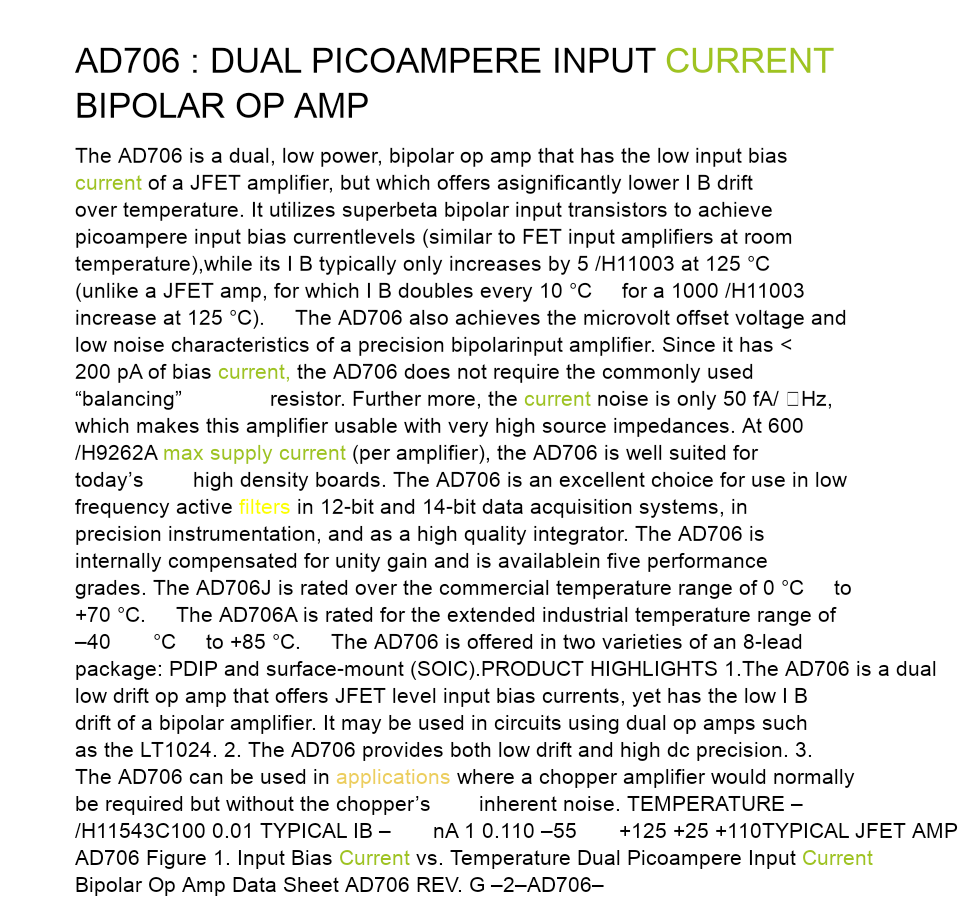 AD706 : DUAL PICOAMPERE INPUT CURRENT
BIPOLAR OP AMP
The AD706 is a dual, low power, bipolar op amp that has the low input bias
current of a JFET amplifier, but which offers asignificantly lower I B drift
over temperature. It utilizes superbeta bipolar input transistors to achieve
picoampere input bias currentlevels (similar to FET input amplifiers at room
temperature),while its I B typically only increases by 5 /H11003 at 125 °C
(unlike a JFET amp, for which I B doubles every 10 °C for a 1000 /H11003
increase at 125 °C). The AD706 also achieves the microvolt offset voltage and
low noise characteristics of a precision bipolarinput amplifier. Since it has <
200 pA of bias current, the AD706 does not require the commonly used
“balancing” resistor. Further more, the current noise is only 50 fA/ □Hz,
which makes this amplifier usable with very high source impedances. At 600
/H9262A max supply current (per amplifier), the AD706 is well suited for
today’s high density boards. The AD706 is an excellent choice for use in low
frequency active filters in 12-bit and 14-bit data acquisition systems, in
precision instrumentation, and as a high quality integrator. The AD706 is
internally compensated for unity gain and is availablein five performance
grades. The AD706J is rated over the commercial temperature range of 0 °C to
+70 °C. The AD706A is rated for the extended industrial temperature range of
–40 °C to +85 °C. The AD706 is offered in two varieties of an 8-lead
package: PDIP and surface-mount (SOIC).PRODUCT HIGHLIGHTS 1.The AD706 is a dual
low drift op amp that offers JFET level input bias currents, yet has the low I B
drift of a bipolar amplifier. It may be used in circuits using dual op amps such
as the LT1024. 2. The AD706 provides both low drift and high dc precision. 3.
The AD706 can be used in applications where a chopper amplifier would normally
be required but without the chopper’s inherent noise. TEMPERATURE –
/H11543C100 0.01 TYPICAL IB – nA 1 0.110 –55 +125 +25 +110TYPICAL JFET AMP
AD706 Figure 1. Input Bias Current vs. Temperature Dual Picoampere Input Current
Bipolar Op Amp Data Sheet AD706 REV. G –2–AD706–